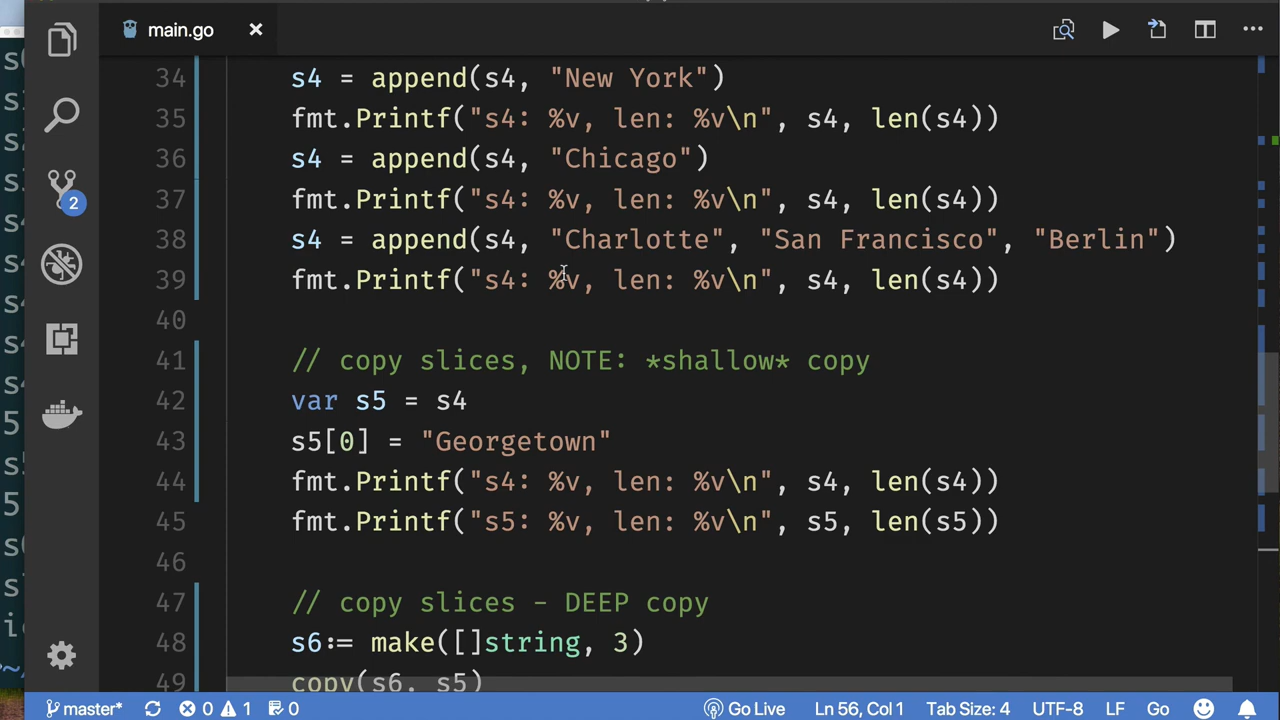 main.go
34 s4 = append(s4, "New York")
35 fmt.Printf("s4: %v, len: %v\n", s4, len(s4))
36 s4 = append(s4, "Chicago")
37 fmt.Printf("s4: %v, len: %v\n", s4, len(s4))
38 s4 = append(s4, "Charlotte", "San Francisco", "Berlin")
39 fmt.Printf("s4: %v, len: %v\n", s4, len(s4))
40
41 // copy slices, NOTE: *shallow* copy
42 var s5 = s4
43 s5[0] = "Georgetown"
44 fmt.Printf("s4: %v, len: %v\n", s4, len(s4))
45 fmt.Printf("s5: %v, len: %v\n", s5, len(s5))
46
47 // copy slices - DEEP copy
48 s6:= make([]string, 3)
49 copy(s6, s5)
2
master* 0 1 0 Go Live Ln 56, Col 1 Tab Size: 4 UTF-8 LF Go